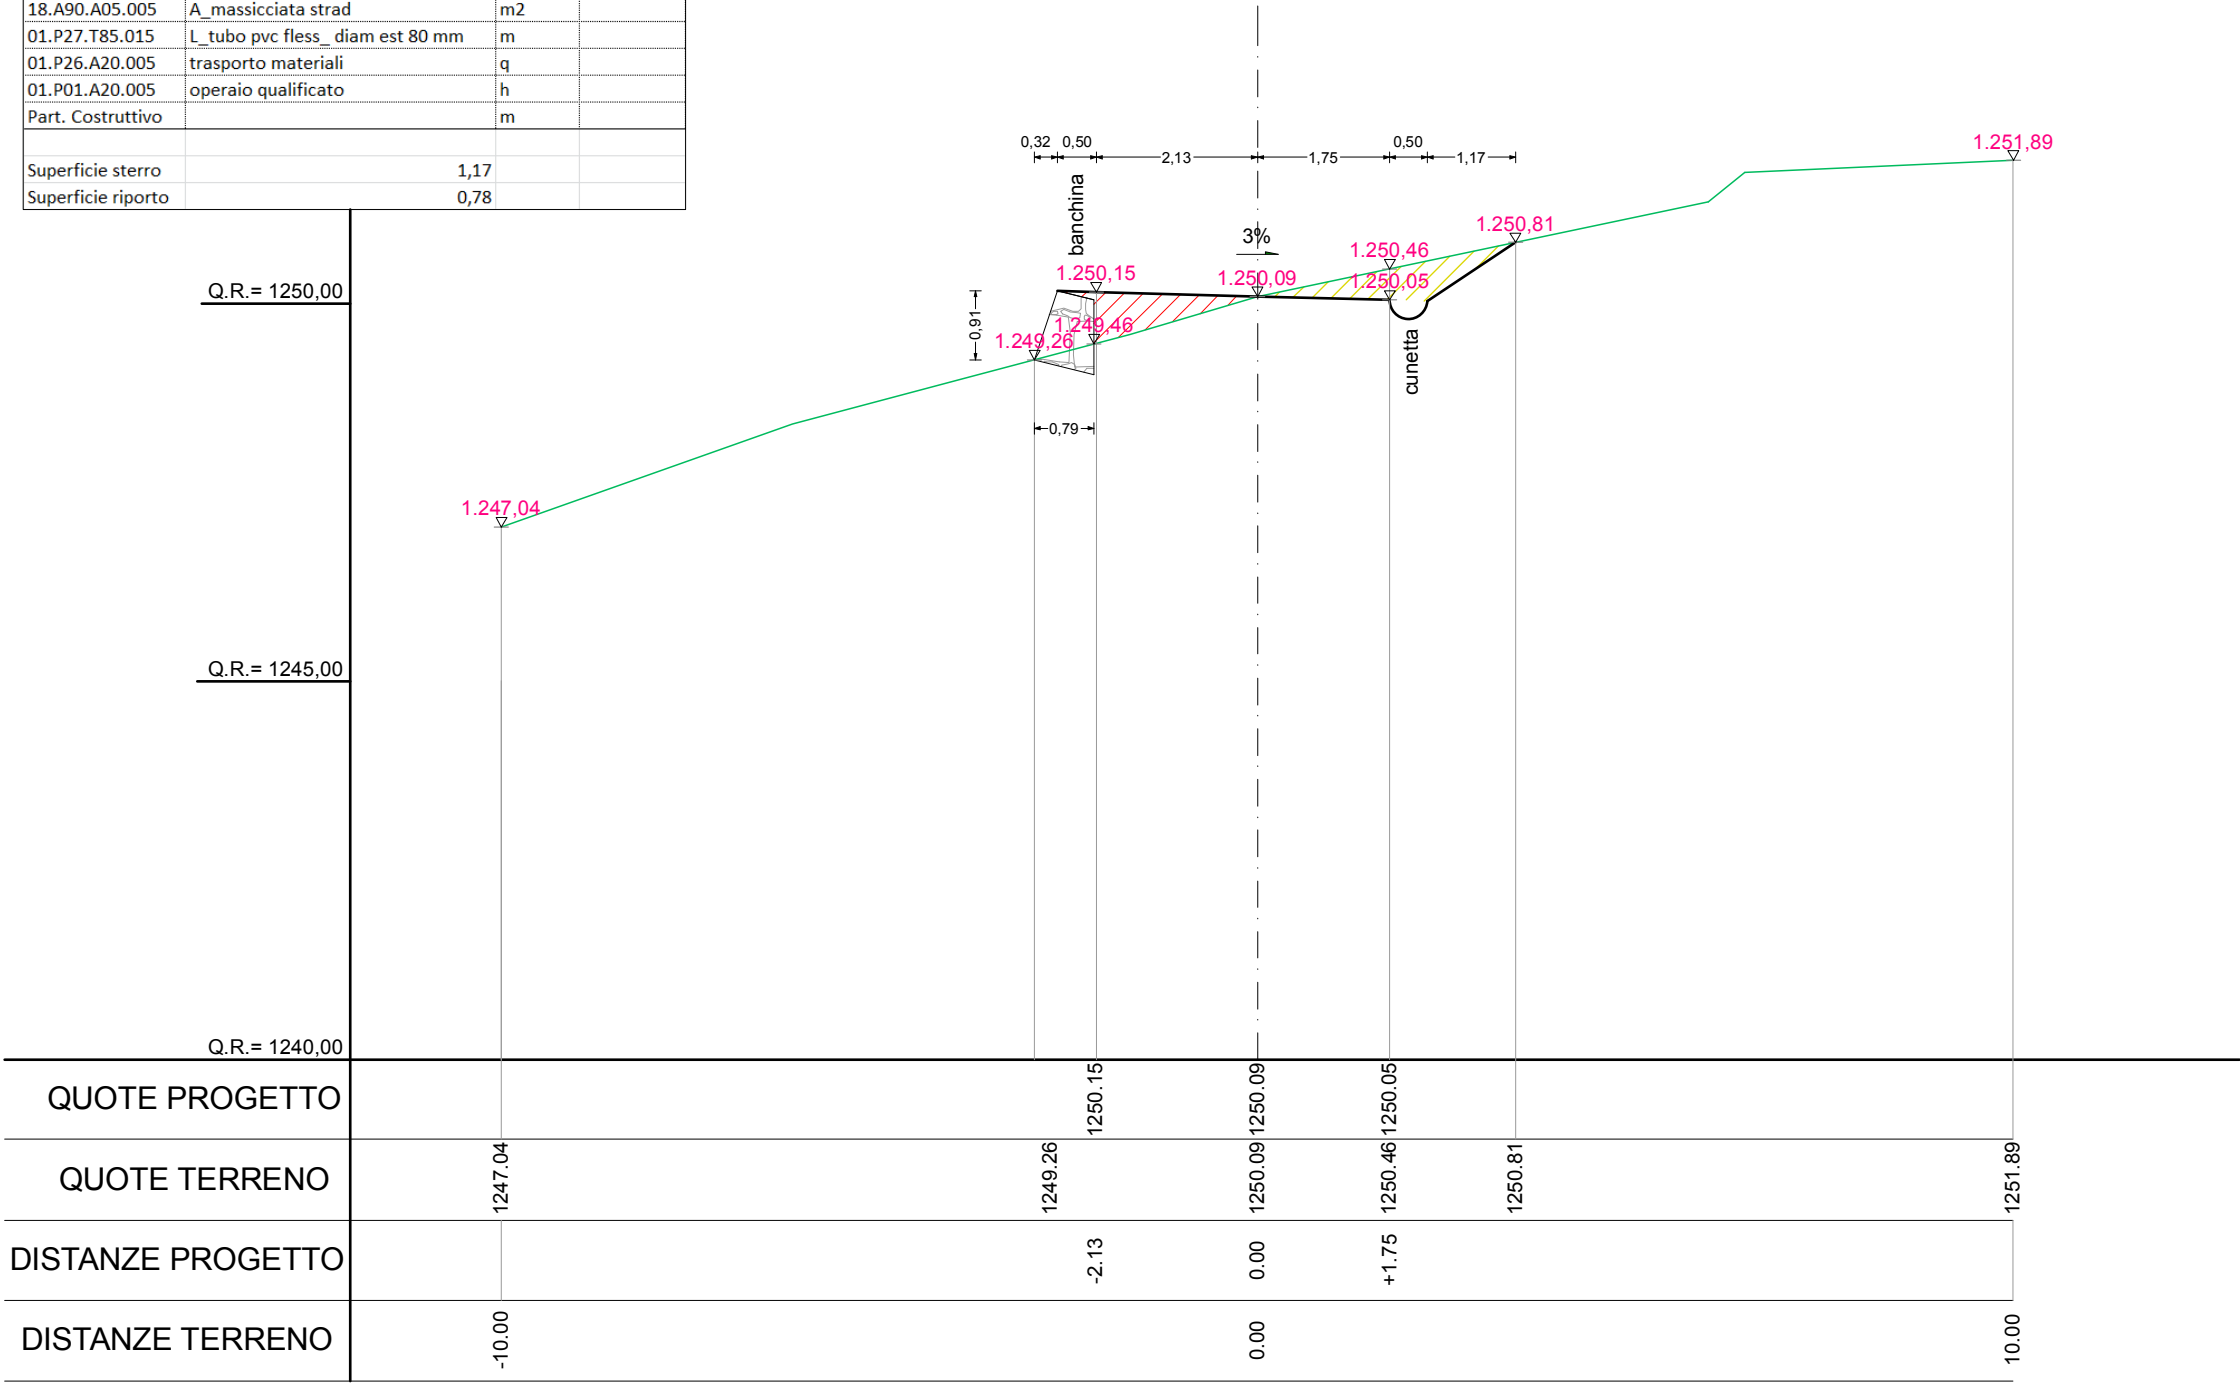 18.A90.A05.005 A_massicciata strad m2
01.P27.T85.015 L_tubo pvc fless_ diam est 80 mm m
01.P26.A20.005 trasporto materiali q
01.P01.A20.005 operaio qualificato h
Part. Costruttivo m
Superficie sterro 1,17
Superficie riporto 0,78
0,32 0,50 2,13 1,75 0,50 1,17
1.251,89
banchina
1.250,81
3%
1.250,46
1.250,15
1.250,09
1.250,05
Q.R.= 1250,00
0,91
1.249,46
1.249,26
cunetta
0,79
1.247,04
Q.R.= 1245,00
Q.R.= 1240,00
QUOTE PROGETTO 1250.15 1250.09 1250.05
QUOTE TERRENO 1247.04 1249.26 1250.09 1250.46 1250.81 1251.89
DISTANZE PROGETTO -2.13 0.00 +1.75
DISTANZE TERRENO -10.00 0.00 10.00